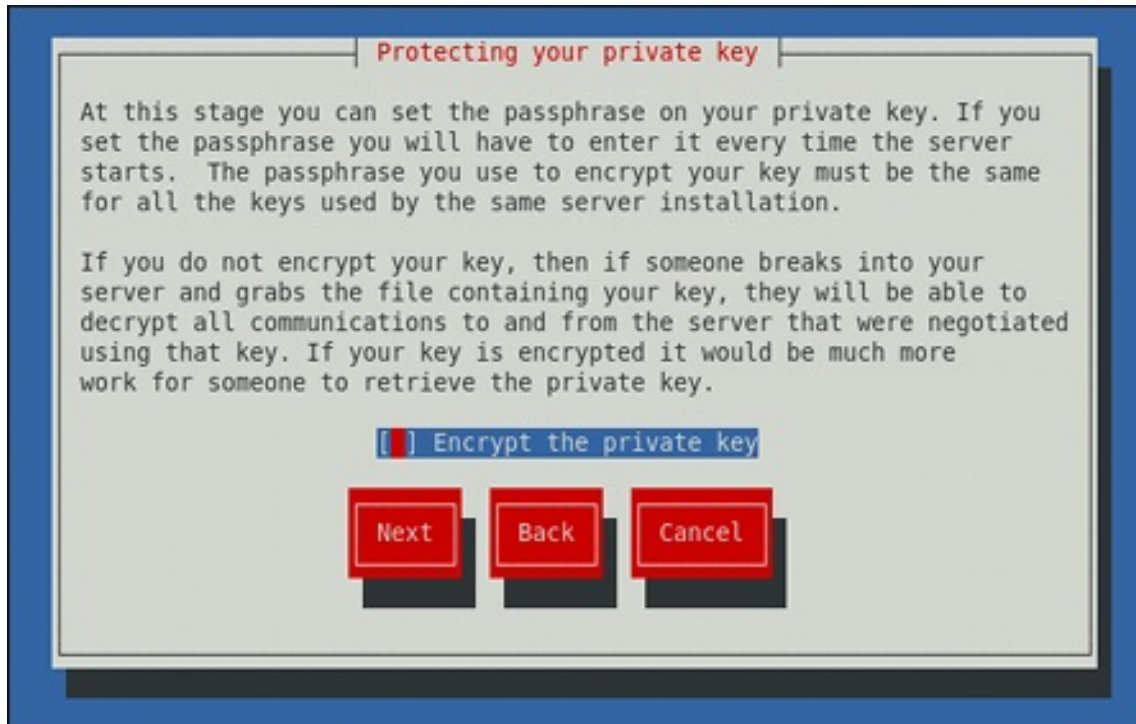 Protecting your private key
At this stage you can set the passphrase on your private key. If you
set the passphrase you will have to enter it every time the server
starts.  The passphrase you use to encrypt your key must be the same
for all the keys used by the same server installation.
If you do not encrypt your key, then if someone breaks into your
server and grabs the file containing your key, they will be able to
decrypt all communications to and from the server that were negotiated
using that key. If your key is encrypted it would be much more
work for someone to retrieve the private key.
[ ] Encrypt the private key
Next Back Cancel